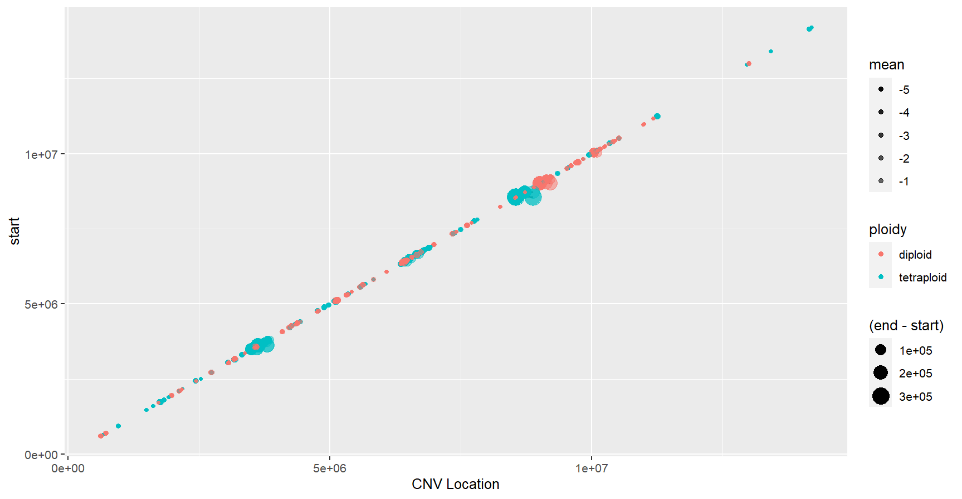 1e+07
5e+06
0e+00
start
0e+00
5e+06
1e+07
CNV Location
mean
-5
-4
-3
-2
-1
ploidy
diploid
tetraploid
(end - start)
1e+05
2e+05
3e+05